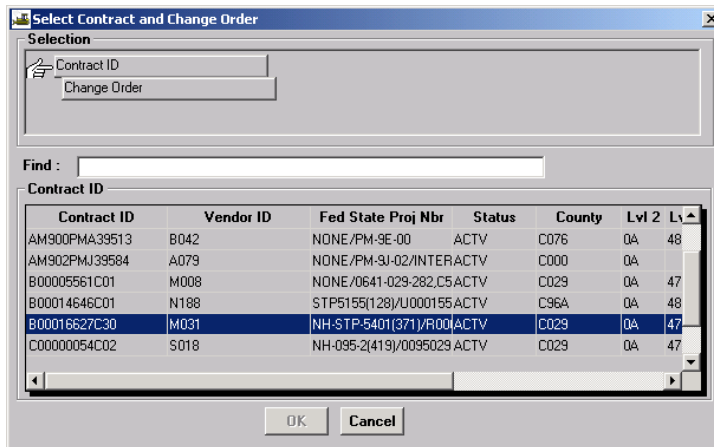 Select Contract and Change Order
Selection
Contract ID
Change Order
Find :
Contract ID
Contract ID Vendor ID Fed State Proj Nbr Status County Lvl 2 Lv
AM900PMA39513 B042 NONE/PM-9E-00 ACTV C076 0A 48
AM902PMJ39584 A079 NONE/PM-9J-02/INTER ACTV C000 0A
B00005561C01 M008 NONE/0641-029-282,C5 ACTV C029 0A 47
B00014646C01 N188 STP5155(128)/U000155 ACTV C96A 0A 48
B00016627C30 M031 NH-STP-5401(371)/R00 ACTV C029 0A 47
C00000054C02 S018 NH-095-2(419)/0095029 ACTV C029 0A 47
OK Cancel